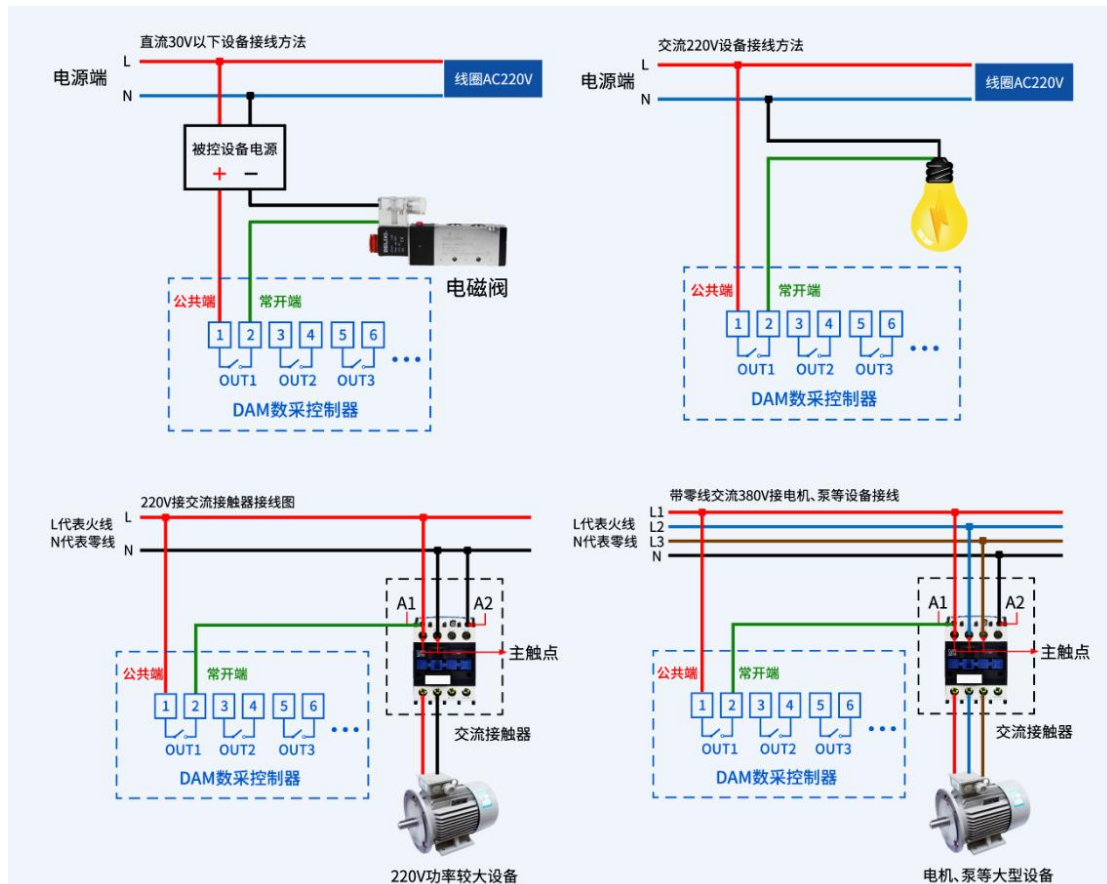 直流30V以下设备接线方法
L
电源端
线圈AC220V
N
被控设备电源
+ −
电磁阀
公共端 常开端
1 2 3 4 5 6
OUT1 OUT2 OUT3
DAM数采控制器
交流220V设备接线方法
L
电源端
线圈AC220V
N
公共端 常开端
1 2 3 4 5 6
OUT1 OUT2 OUT3
DAM数采控制器
220V接交流接触器接线图
L代表火线 L
N代表零线 N
A1 A2
主触点
公共端 常开端
1 2 3 4 5 6
交流接触器
OUT1 OUT2 OUT3
DAM数采控制器
220V功率较大设备
带零线交流380V接电机、泵等设备接线
L1
L代表火线 L2
N代表零线 L3
N
A1 A2
主触点
公共端 常开端
1 2 3 4 5 6
交流接触器
OUT1 OUT2 OUT3
DAM数采控制器
电机、泵等大型设备